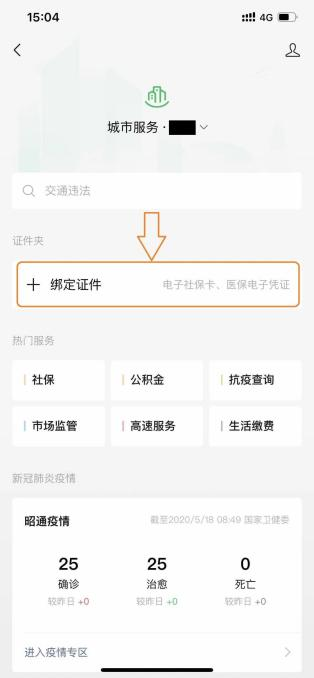 15:04
4G
城市服务 ·
交通违法
证件夹
绑定证件 电子社保卡、医保电子凭证
热门服务
社保 公积金 抗疫查询
市场监管 高速服务 生活缴费
新冠肺炎疫情
昭通疫情 截至2020/5/18 08:49 国家卫健委
25 25 0
确诊 治愈 死亡
较昨日 +0 较昨日 +0 较昨日 +0
进入疫情专区